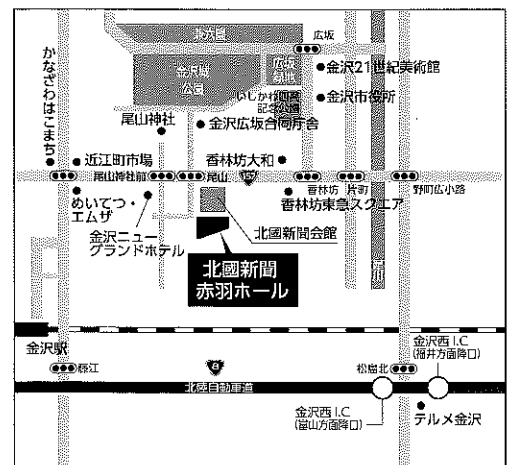 兼六園
広坂
かなざわはこまち
金沢城
公園
広坂
緑地
金沢21世紀美術館
いしかわ四高
記念公園
金沢市役所
尾山神社
金沢広坂合同庁舎
近江町市場
香林坊大和
尾山神社前
尾山
157
香林坊
片町
野町広小路
めいてつ・
エムザ
香林坊東急スクエア
金沢ニュー
グランドホテル
北國新聞会館
北國新聞
赤羽ホール
犀川
金沢駅
金沢西I.C
(福井方面降口)
藤江
8
松島北
北陸自動車道
金沢西I.C
(富山方面降口)
テルメ金沢